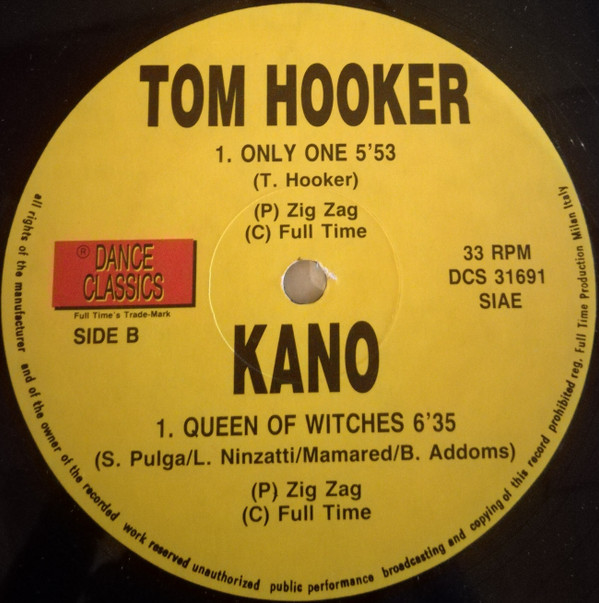 TOM HOOKER
1. ONLY ONE 5'53
(T. Hooker)
(P) Zig Zag
(C) Full Time
® DANCE
CLASSICS
Full Time's Trade-Mark
SIDE B
33 RPM
DCS 31691
SIAE
KANO
1. QUEEN OF WITCHES 6'35
(S. Pulga/L. Ninzatti/Mamared/B. Addoms)
(P) Zig Zag
(C) Full Time
all rights of the manufacturer and of the owner of the recorded work reserved unauthorized public performance broadcasting and copying of this record prohibited reg. Full Time Production Milan Italy